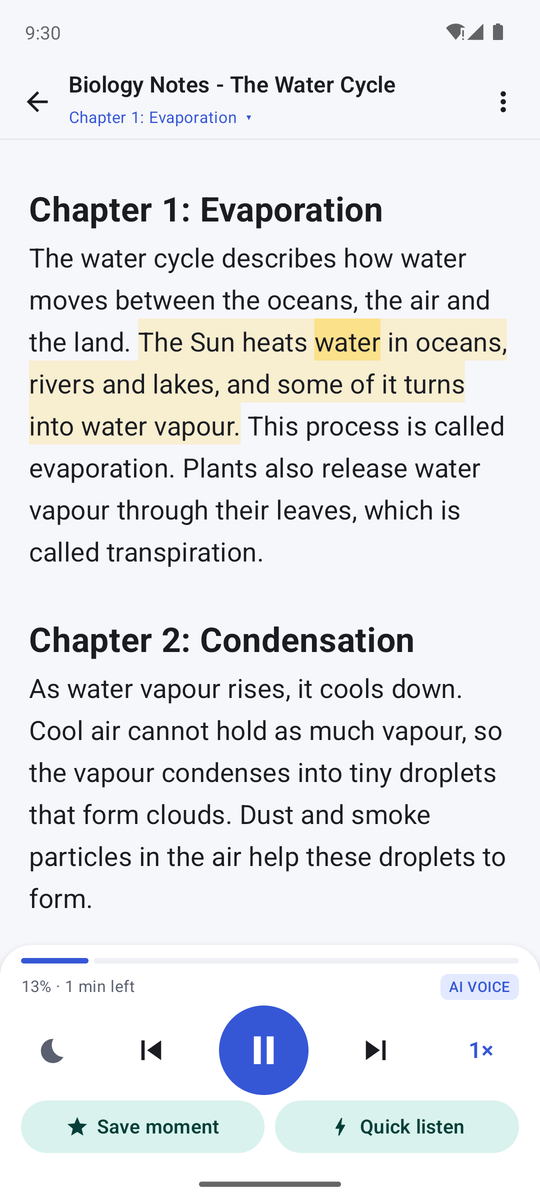 9:30
Biology Notes - The Water Cycle
Chapter 1: Evaporation ▾
Chapter 1: Evaporation
The water cycle describes how water
moves between the oceans, the air and
the land. The Sun heats water in oceans,
rivers and lakes, and some of it turns
into water vapour. This process is called
evaporation. Plants also release water
vapour through their leaves, which is
called transpiration.
Chapter 2: Condensation
As water vapour rises, it cools down.
Cool air cannot hold as much vapour, so
the vapour condenses into tiny droplets
that form clouds. Dust and smoke
particles in the air help these droplets to
form.
13% · 1 min left
AI VOICE
1×
Save moment
Quick listen